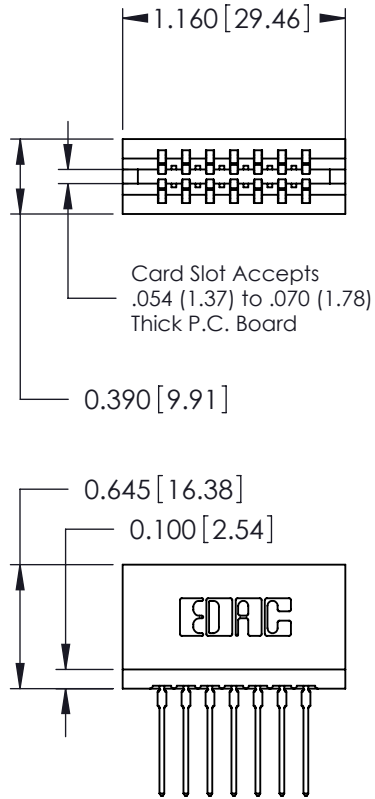 1.160 [29.46]
Card Slot Accepts
.054 (1.37) to .070 (1.78)
Thick P.C. Board
0.390 [9.91]
0.645 [16.38]
0.100 [2.54]
EDAC